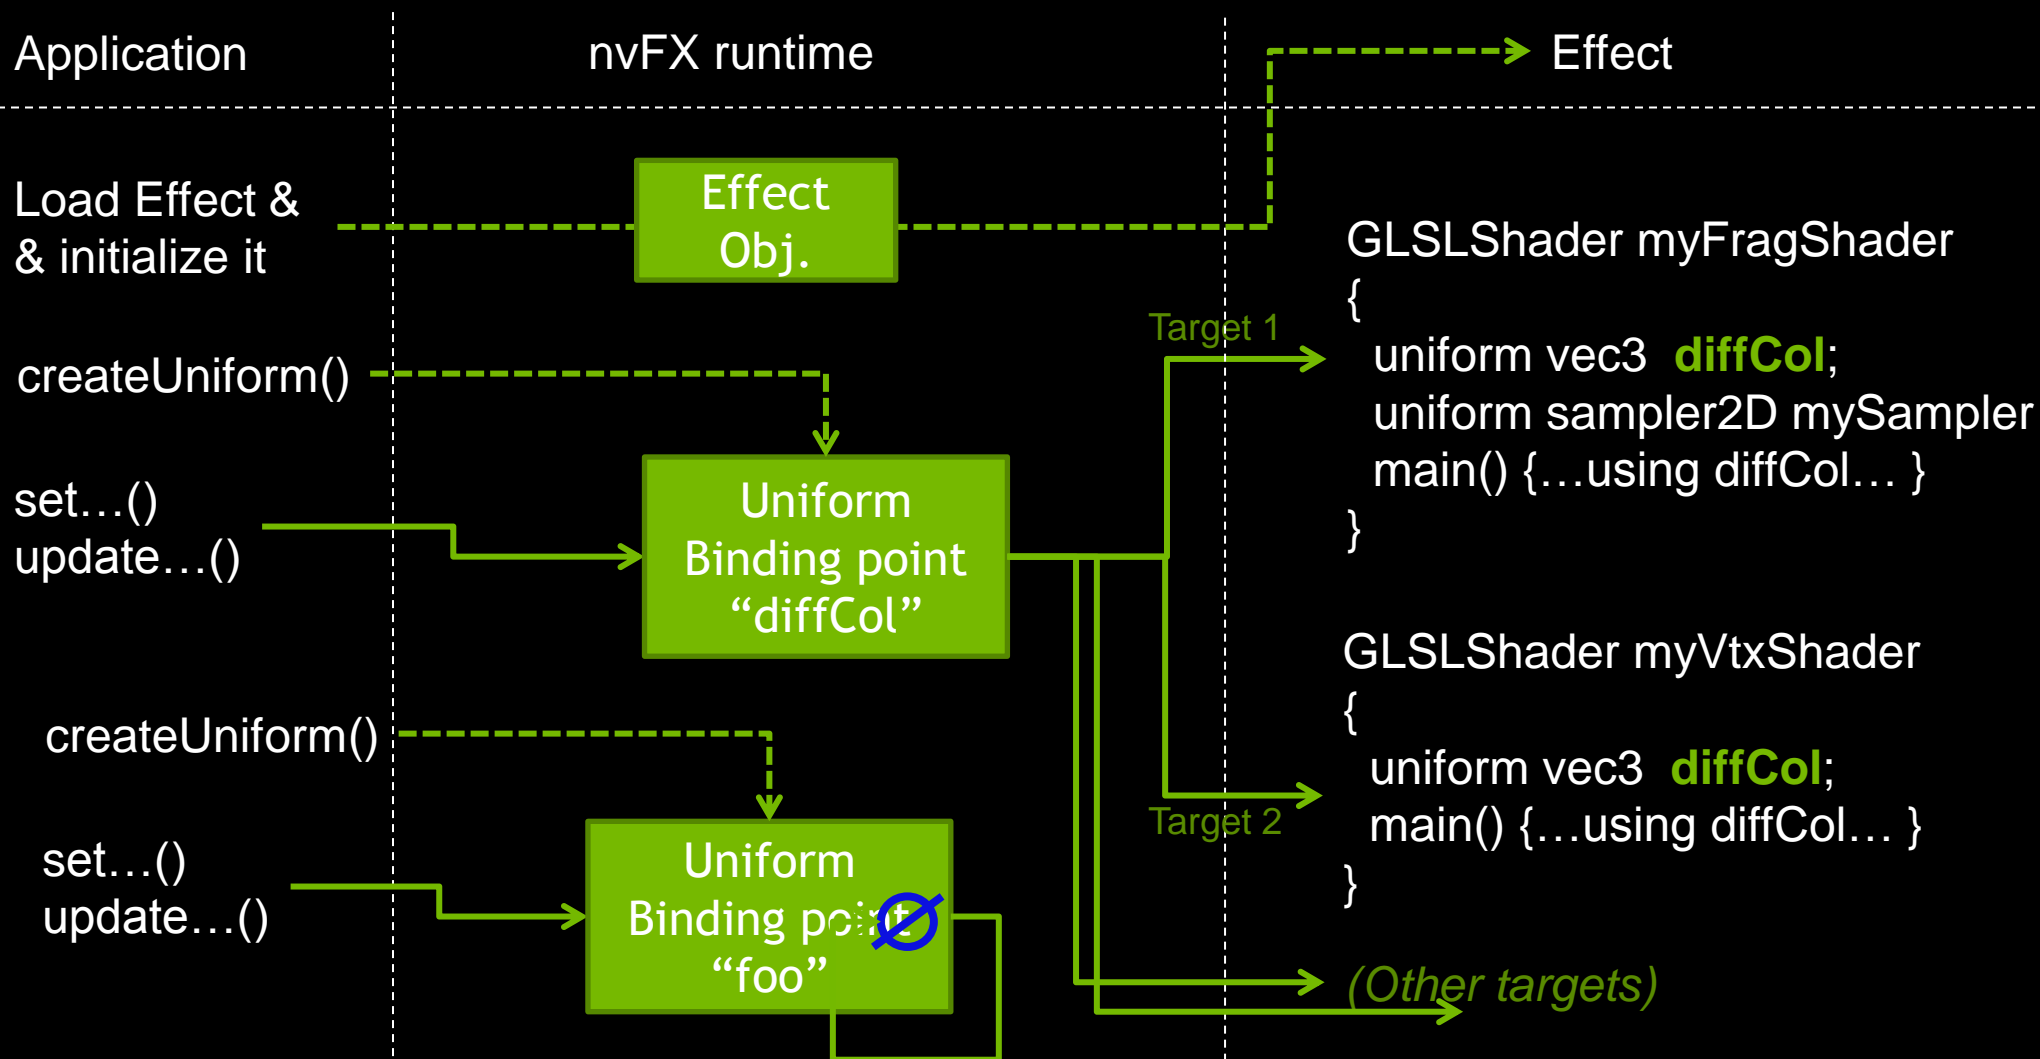 Application
nvFX runtime
Effect
Load Effect &
& initialize it
Effect
Obj.
createUniform()
set…()
update…()
Uniform
Binding point
“diffCol”
createUniform()
set…()
update…()
Uniform
Binding point
“foo”
Target 1
Target 2
GLSLShader myFragShader
{
uniform vec3 diffCol;
uniform sampler2D mySampler
main() {…using diffCol… }
}
GLSLShader myVtxShader
{
uniform vec3 diffCol;
main() {…using diffCol… }
}
(Other targets)